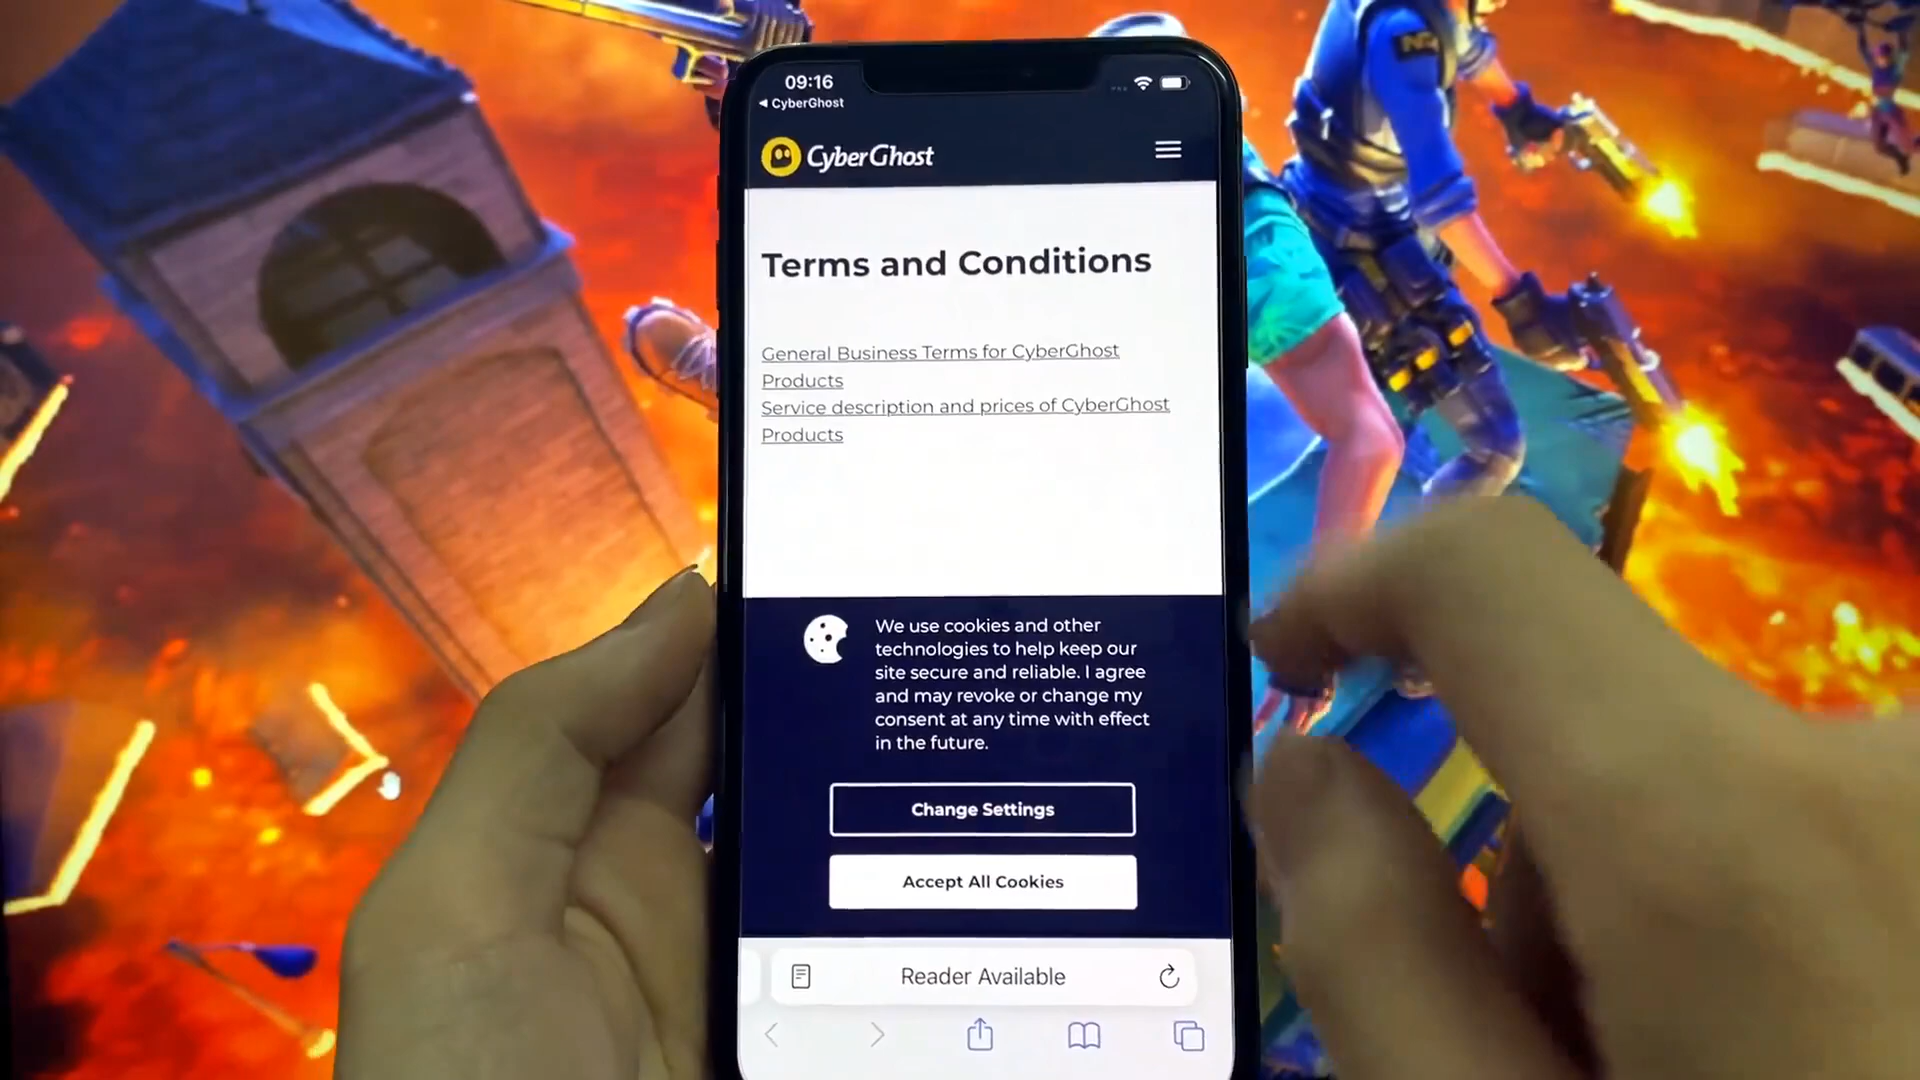 09:16
CyberGhost
CyberGhost
Terms and Conditions
General Business Terms for CyberGhost
Products
Service description and prices of CyberGhost
Products
We use cookies and other
technologies to help keep our
site secure and reliable. I agree
and may revoke or change my
consent at any time with effect
in the future.
Change Settings
Accept All Cookies
Reader Available